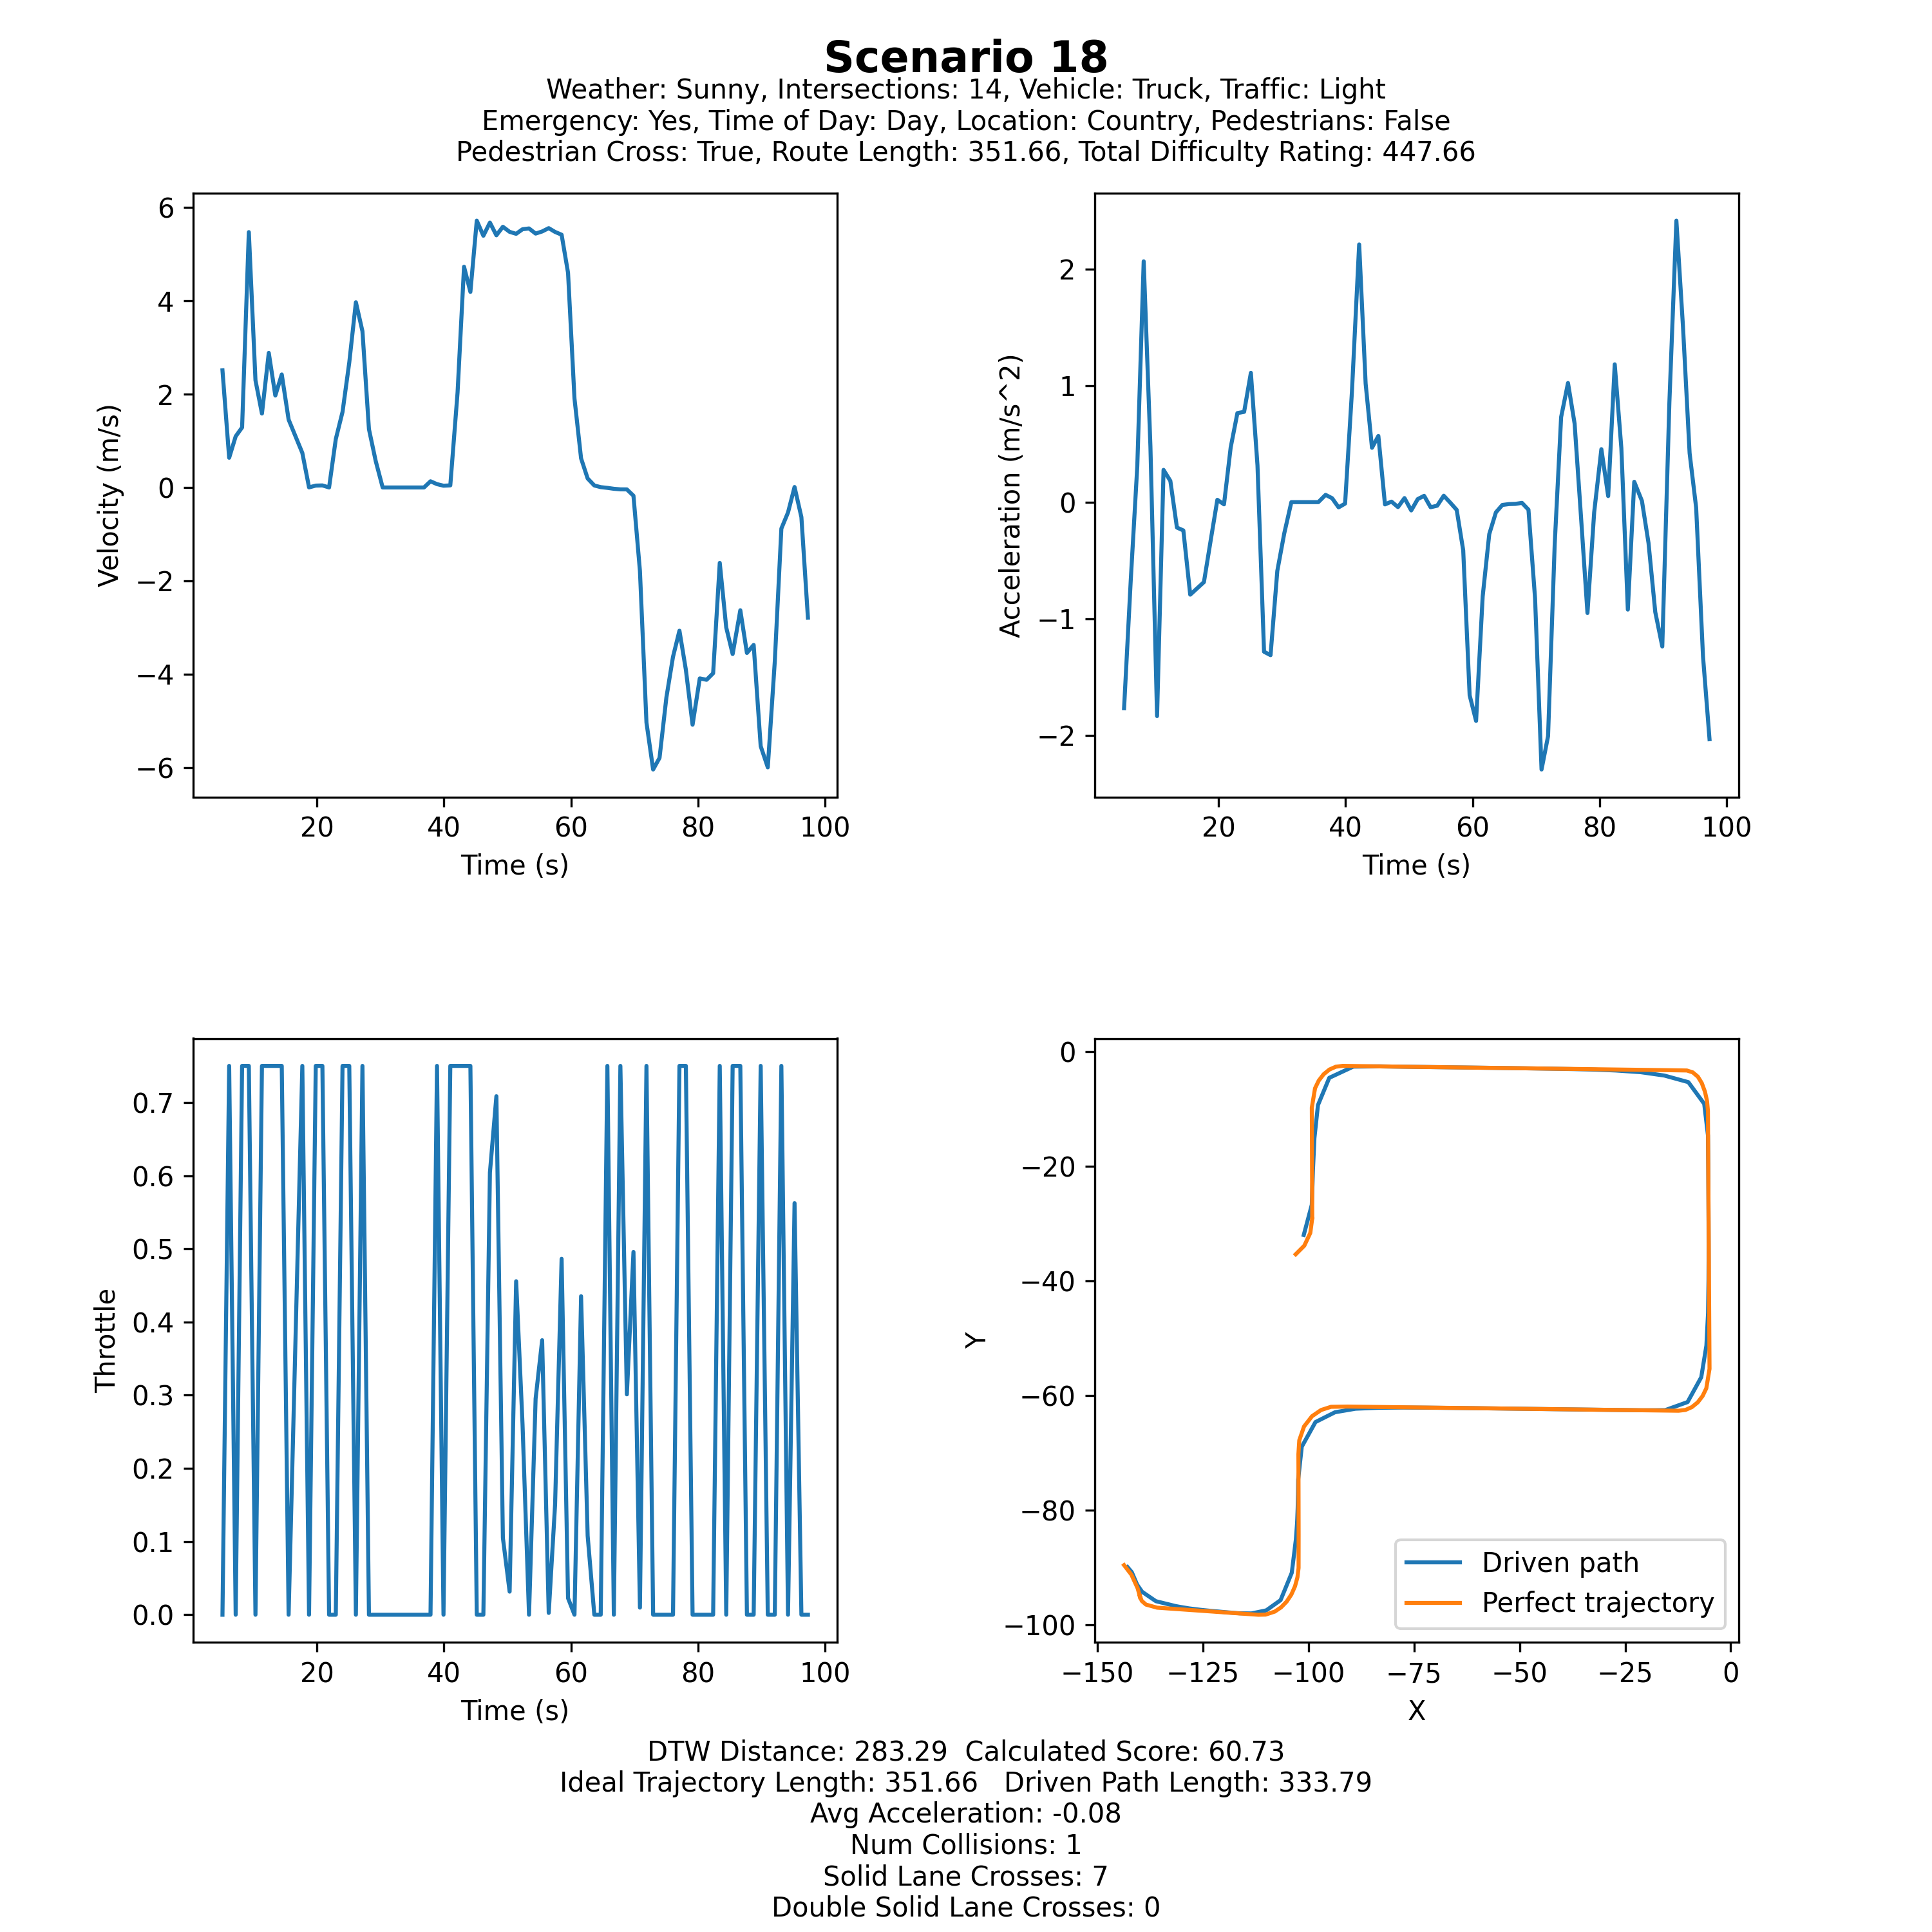 Scenario 18
Weather: Sunny, Intersections: 14, Vehicle: Truck, Traffic: Light
Emergency: Yes, Time of Day: Day, Location: Country, Pedestrians: False
Pedestrian Cross: True, Route Length: 351.66, Total Difficulty Rating: 447.66
6
4
2
0
−2
−4
−6
Velocity (m/s)
20 40 60 80 100
Time (s)
2
1
0
−1
−2
Acceleration (m/s^2)
20 40 60 80 100
Time (s)
0.7
0.6
0.5
0.4
0.3
0.2
0.1
0.0
Throttle
20 40 60 80 100
Time (s)
0
−20
−40
−60
−80
−100
Y
Driven path
Perfect trajectory
−150 −125 −100 −75 −50 −25 0
X
DTW Distance: 283.29 Calculated Score: 60.73
Ideal Trajectory Length: 351.66 Driven Path Length: 333.79
Avg Acceleration: -0.08
Num Collisions: 1
Solid Lane Crosses: 7
Double Solid Lane Crosses: 0